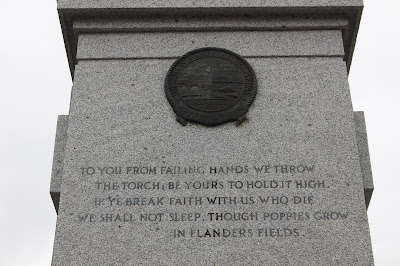 TO YOU FROM FAILING HANDS WE THROW
THE TORCH; BE YOURS TO HOLD IT HIGH.
IF YE BREAK FAITH WITH US WHO DIE
WE SHALL NOT SLEEP, THOUGH POPPIES GROW
IN FLANDERS FIELDS.